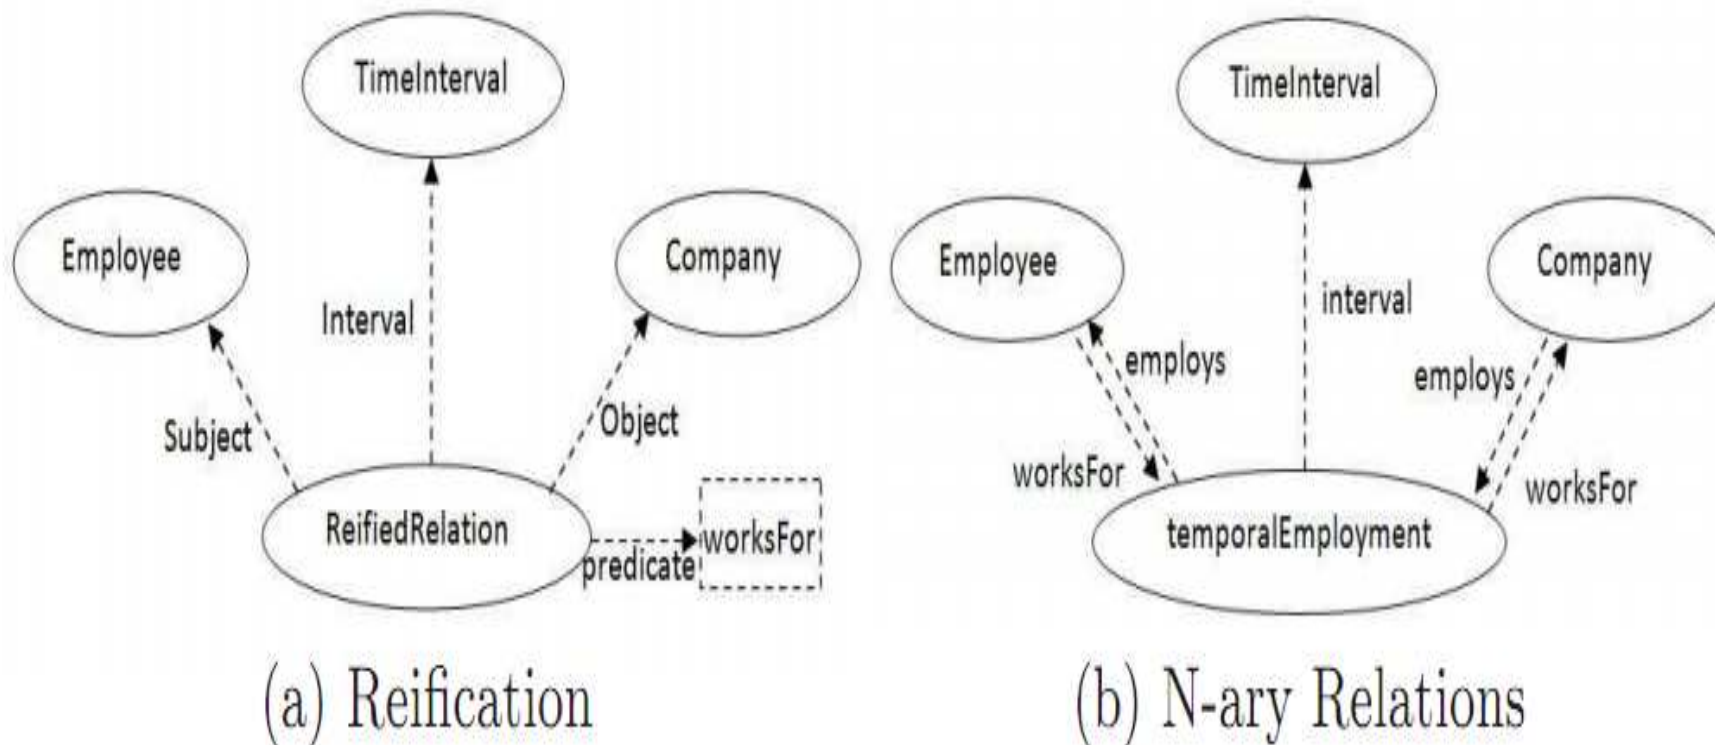 TimeInterval
Employee
Company
Interval
Subject
Object
ReifiedRelation
predicate
worksFor
(a) Reification
TimeInterval
Employee
Company
interval
employs
employs
worksFor
worksFor
temporalEmployment
(b) N-ary Relations